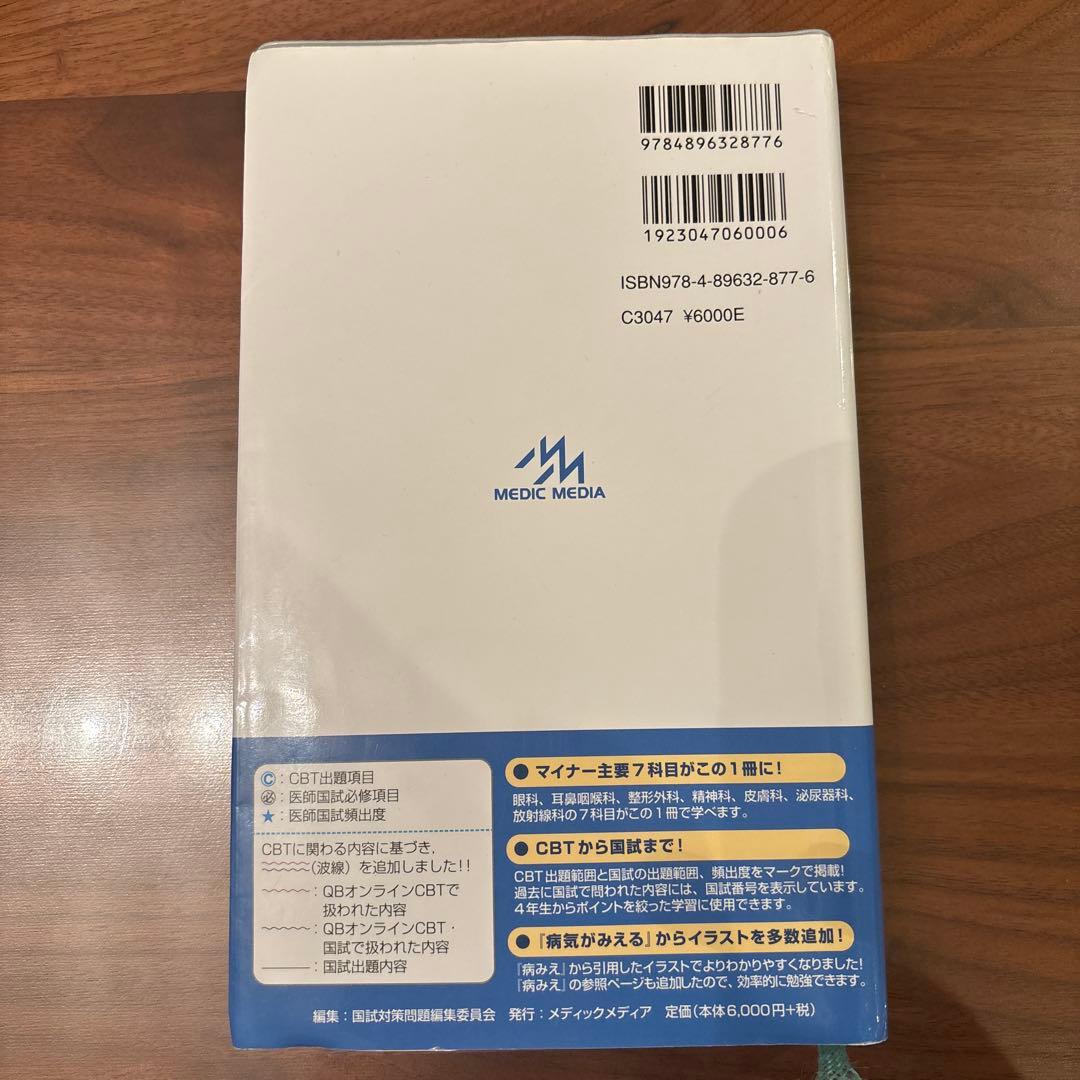 9784896328776
1923047060006
ISBN978-4-89632-877-6
C3047 ¥6000E
MEDIC MEDIA
Ⓒ：CBT出題項目
㊙：医師国試必修項目
★：医師国試頻出度
CBTに関わる内容に基づき,
(波線) を追加しました!!
：QBオンラインCBTで
扱われた内容
：QBオンラインCBT・
国試で扱われた内容
：国試出題内容
● マイナー主要7科目がこの1冊に！
眼科、耳鼻咽喉科、整形外科、精神科、皮膚科、泌尿器科、
放射線科の7科目がこの1冊で学べます。
● CBTから国試まで！
CBT出題範囲と国試の出題範囲、頻出度をマークで掲載！
過去に国試で問われた内容には、国試番号を表示しています。
4年生からポイントを絞った学習に使用できます。
● 『病気がみえる』からイラストを多数追加！
『病みえ』から引用したイラストでよりわかりやすくなりました！
『病みえ』の参照ページも追加したので、効率的に勉強できます。
編集：国試対策問題編集委員会 発行：メディックメディア 定価（本体6,000円+税）